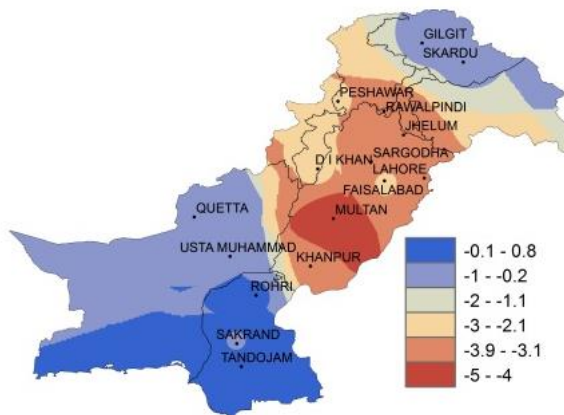 GILGIT
SKARDU
PESHAWAR
RAWALPINDI
JHELUM
D I KHAN
SARGODHA
LAHORE
FAISALABAD
QUETTA
MULTAN
USTA MUHAMMAD
KHANPUR
ROHRI
SAKRAND
TANDOJAM
-0.1 - 0.8
-1 - -0.2
-2 - -1.1
-3 - -2.1
-3.9 - -3.1
-5 - -4